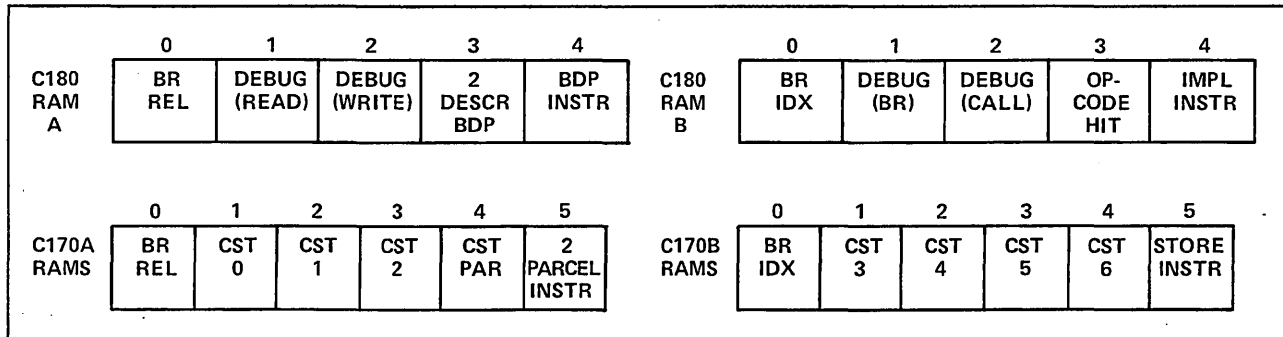 0 1 2 3 4
C180 RAM A
BR REL
DEBUG (READ)
DEBUG (WRITE)
2 DESCR BDP
BDP INSTR
0 1 2 3 4
C180 RAM B
BR IDX
DEBUG (BR)
DEBUG (CALL)
OP- CODE HIT
IMPL INSTR
0 1 2 3 4 5
C170A RAMS
BR REL
CST 0
CST 1
CST 2
CST PAR
2 PARCEL INSTR
0 1 2 3 4 5
C170B RAMS
BR IDX
CST 3
CST 4
CST 5
CST 6
STORE INSTR